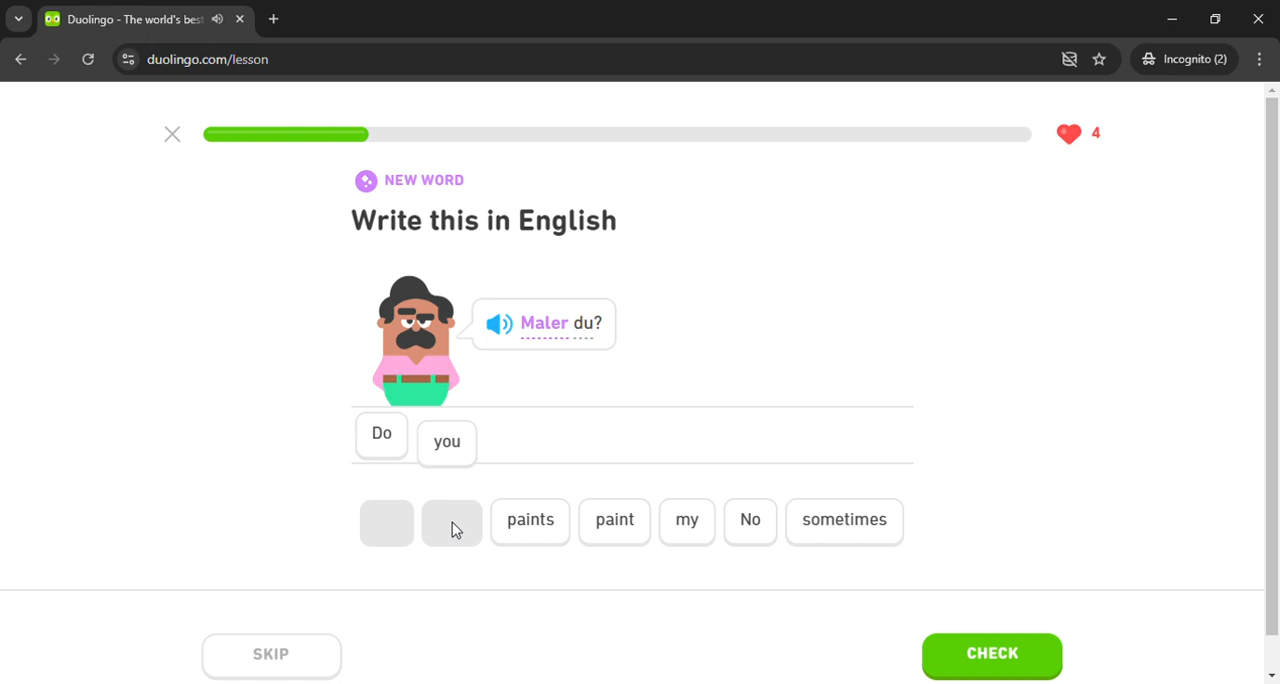 Duolingo - The world's bes
duolingo.com/lesson
Incognito (2)
4
NEW WORD
Write this in English
Maler du?
Do you
paints paint my No sometimes
SKIP CHECK